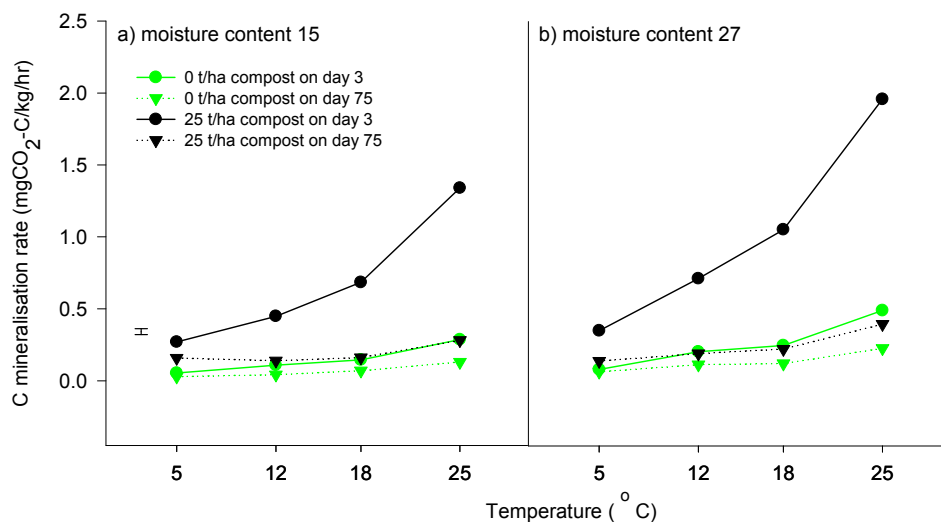 a) moisture content 15
b) moisture content 27
0 t/ha compost on day 3
0 t/ha compost on day 75
25 t/ha compost on day 3
25 t/ha compost on day 75
C mineralisation rate (mgCO2-C/kg/hr)
2.5
2.0
1.5
1.0
0.5
0.0
5 12 18 25
5 12 18 25
Temperature ( o C)